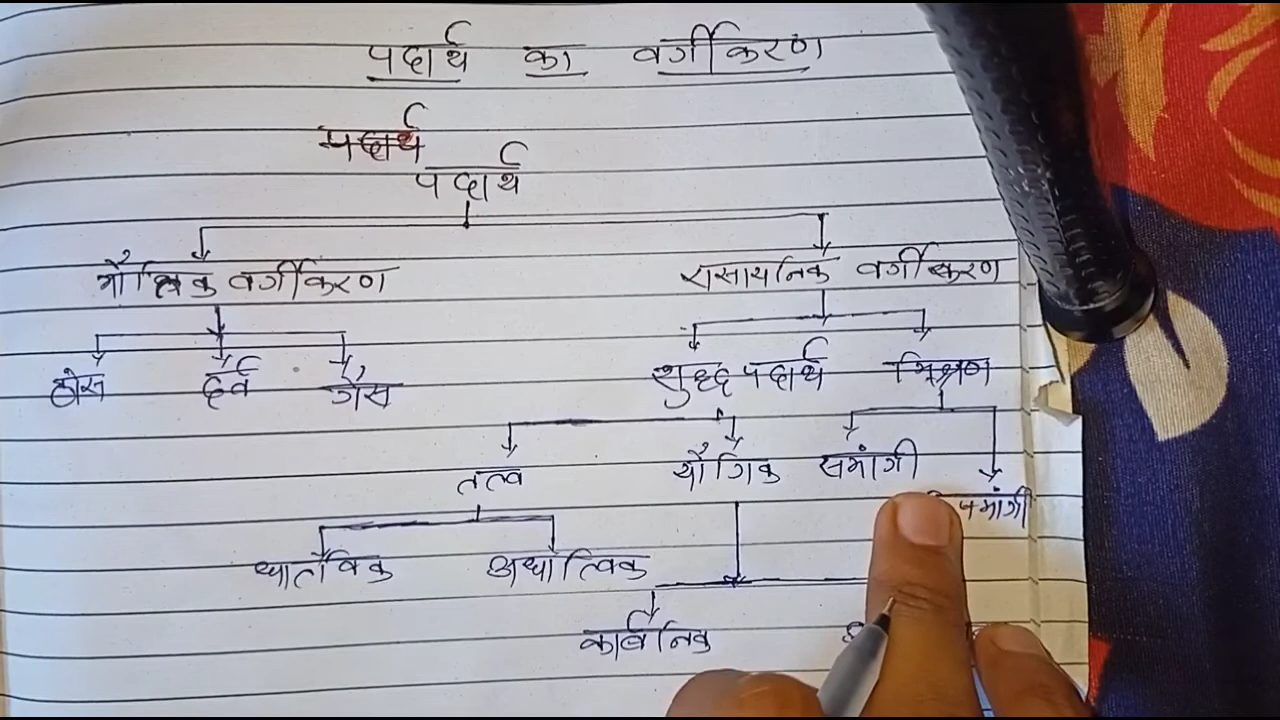 पदार्थ का वर्गीकरण
पदार्थ
पदार्थ
भौतिक वर्गीकरण रासायनिक वर्गीकरण
ठोस द्रव गैस शुद्ध पदार्थ मिश्रण
तत्व यौगिक समांगी
धात्विक अधात्विक
कार्बनिक